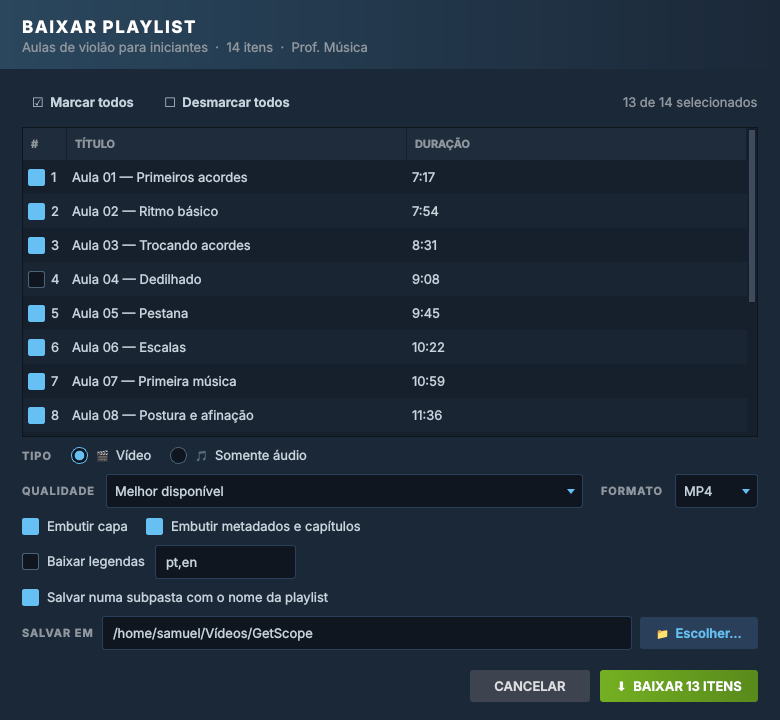 BAIXAR PLAYLIST
Aulas de violão para iniciantes · 14 itens · Prof. Música
☑ Marcar todos ☐ Desmarcar todos 13 de 14 selecionados
# TÍTULO DURAÇÃO
1 Aula 01 — Primeiros acordes 7:17
2 Aula 02 — Ritmo básico 7:54
3 Aula 03 — Trocando acordes 8:31
4 Aula 04 — Dedilhado 9:08
5 Aula 05 — Pestana 9:45
6 Aula 06 — Escalas 10:22
7 Aula 07 — Primeira música 10:59
8 Aula 08 — Postura e afinação 11:36
TIPO 🎬 Vídeo 🎵 Somente áudio
QUALIDADE Melhor disponível FORMATO MP4
Embutir capa Embutir metadados e capítulos
Baixar legendas pt,en
Salvar numa subpasta com o nome da playlist
SALVAR EM /home/samuel/Vídeos/GetScope 📁 Escolher...
CANCELAR ⬇ BAIXAR 13 ITENS